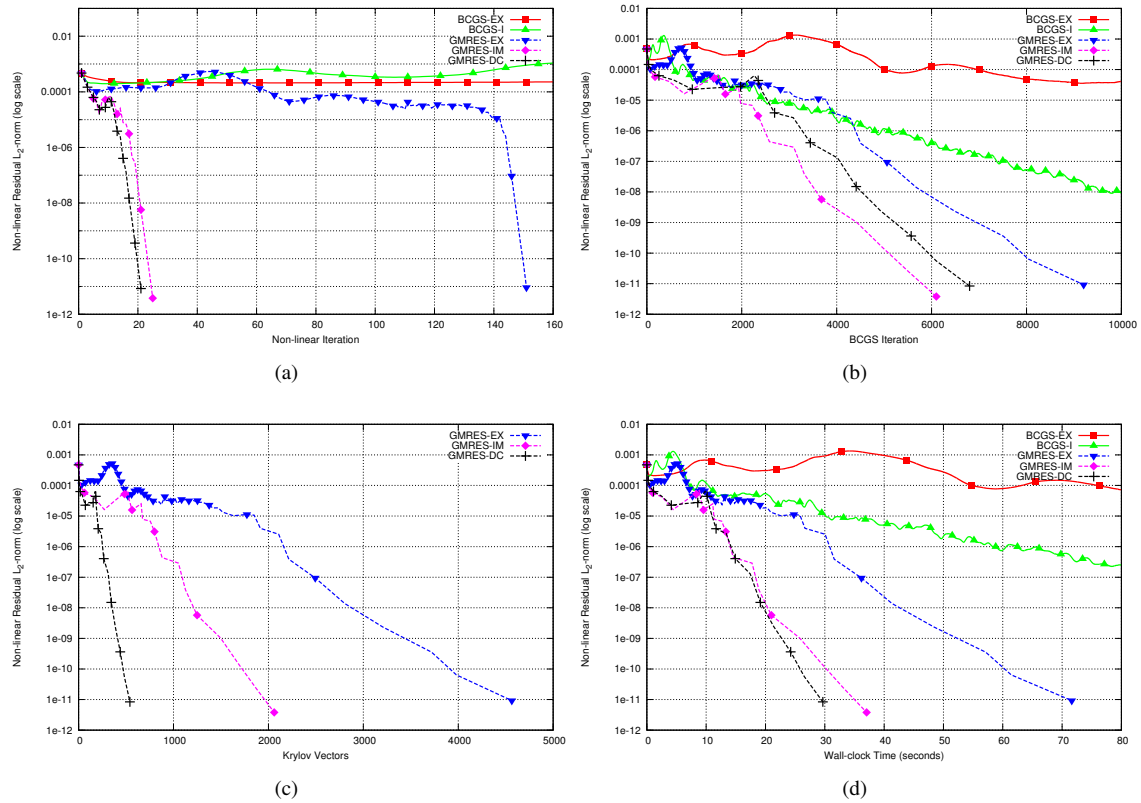 0.01
0.0001
1e-06
1e-08
1e-10
1e-12
0
20
40
60
80
100
120
140
160
Non-linear Residual L2-norm (log scale)
Non-linear Iteration
BCGS-EX
BCGS-I
GMRES-EX
GMRES-IM
GMRES-DC
(a)
0.01
0.001
0.0001
1e-05
1e-06
1e-07
1e-08
1e-09
1e-10
1e-11
1e-12
0
2000
4000
6000
8000
10000
Non-linear Residual L2-norm (log scale)
BCGS Iteration
BCGS-EX
BCGS-I
GMRES-EX
GMRES-IM
GMRES-DC
(b)
0.01
0.001
0.0001
1e-05
1e-06
1e-07
1e-08
1e-09
1e-10
1e-11
1e-12
0
1000
2000
3000
4000
5000
Non-linear Residual L2-norm (log scale)
Krylov Vectors
GMRES-EX
GMRES-IM
GMRES-DC
(c)
0.01
0.001
0.0001
1e-05
1e-06
1e-07
1e-08
1e-09
1e-10
1e-11
1e-12
0
10
20
30
40
50
60
70
80
Non-linear Residual L2-norm (log scale)
Wall-clock Time (seconds)
BCGS-EX
BCGS-I
GMRES-EX
GMRES-IM
GMRES-DC
(d)